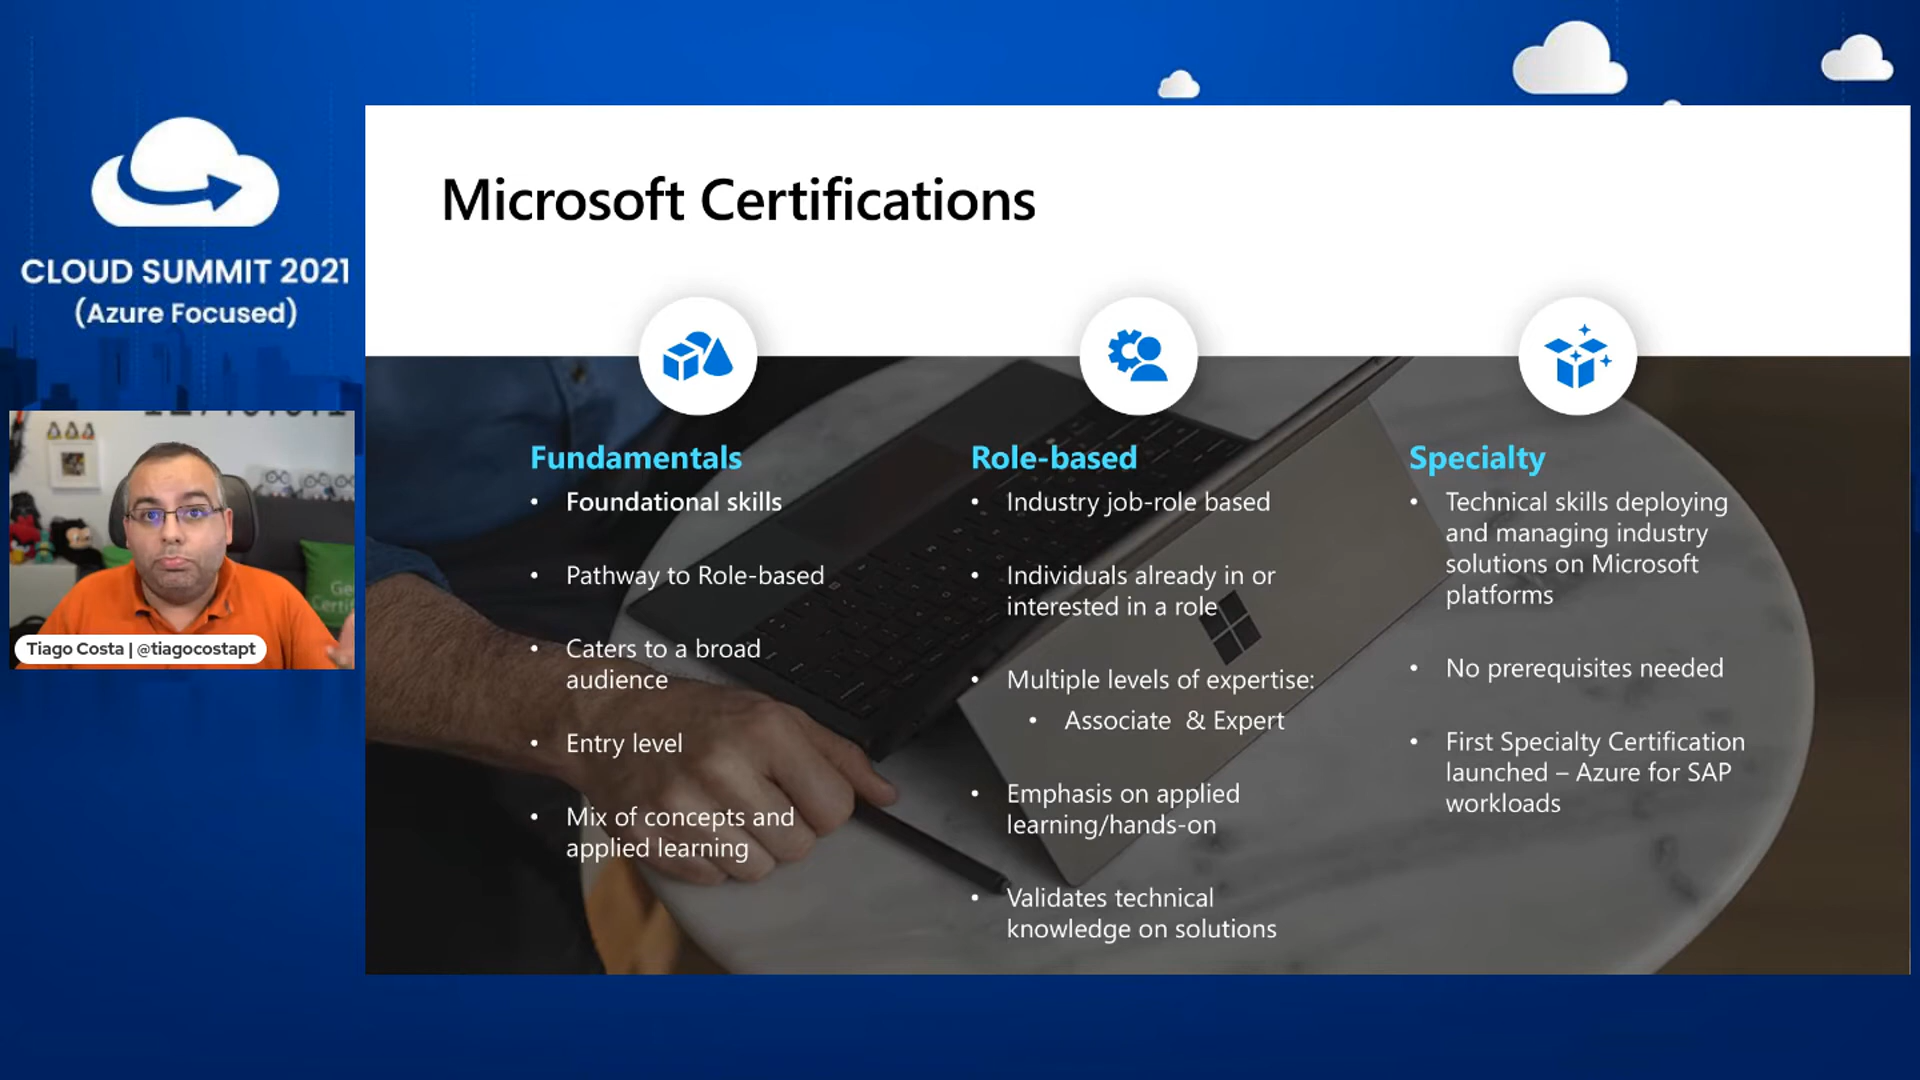 CLOUD SUMMIT 2021
(Azure Focused)
Tiago Costa | @tiagocostapt
Microsoft Certifications
Fundamentals
• Foundational skills
• Pathway to Role-based
• Caters to a broad
audience
• Entry level
• Mix of concepts and
applied learning
Role-based
• Industry job-role based
• Individuals already in or
interested in a role
• Multiple levels of expertise:
• Associate & Expert
• Emphasis on applied
learning/hands-on
• Validates technical
knowledge on solutions
Specialty
• Technical skills deploying
and managing industry
solutions on Microsoft
platforms
• No prerequisites needed
• First Specialty Certification
launched – Azure for SAP
workloads